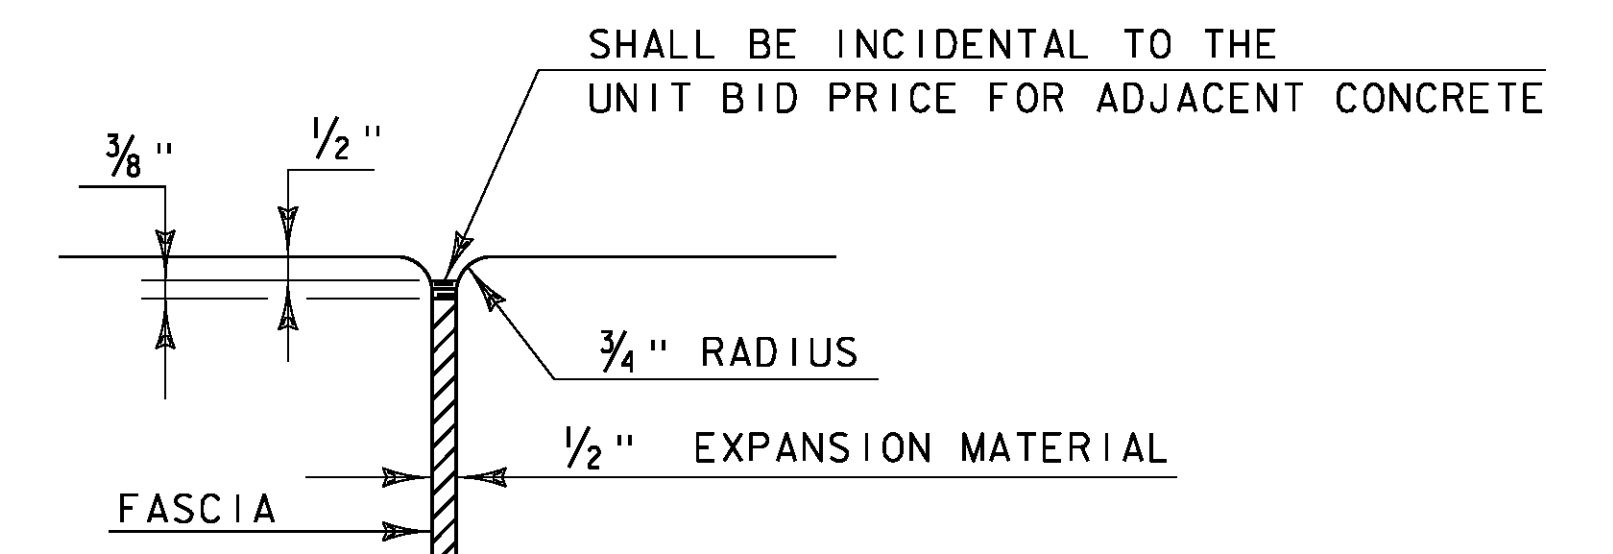 SHALL BE INCIDENTAL TO THE
UNIT BID PRICE FOR ADJACENT CONCRETE
1/2"
3/8"
3/4" RADIUS
1/2" EXPANSION MATERIAL
FASCIA